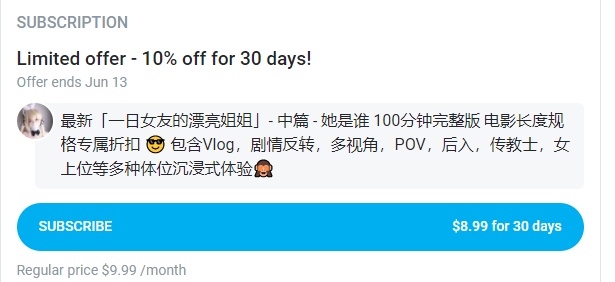 SUBSCRIPTION
Limited offer - 10% off for 30 days!
Offer ends Jun 13
最新「一日女友的漂亮姐姐」- 中篇 - 她是谁 100分钟完整版 电影长度规
格专属折扣 😎 包含Vlog，剧情反转，多视角，POV，后入，传教士，女
上位等多种体位沉浸式体验🙈
SUBSCRIBE $8.99 for 30 days
Regular price $9.99 /month